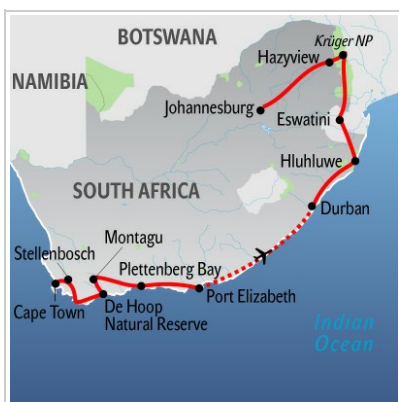 BOTSWANA
Krüger NP
Hazyview
NAMIBIA
Johannesburg
Eswatini
Hluhluwe
SOUTH AFRICA
Durban
Montagu
Stellenbosch
Plettenberg Bay
Port Elizabeth
Cape Town
De Hoop
Natural Reserve
Indian
Ocean